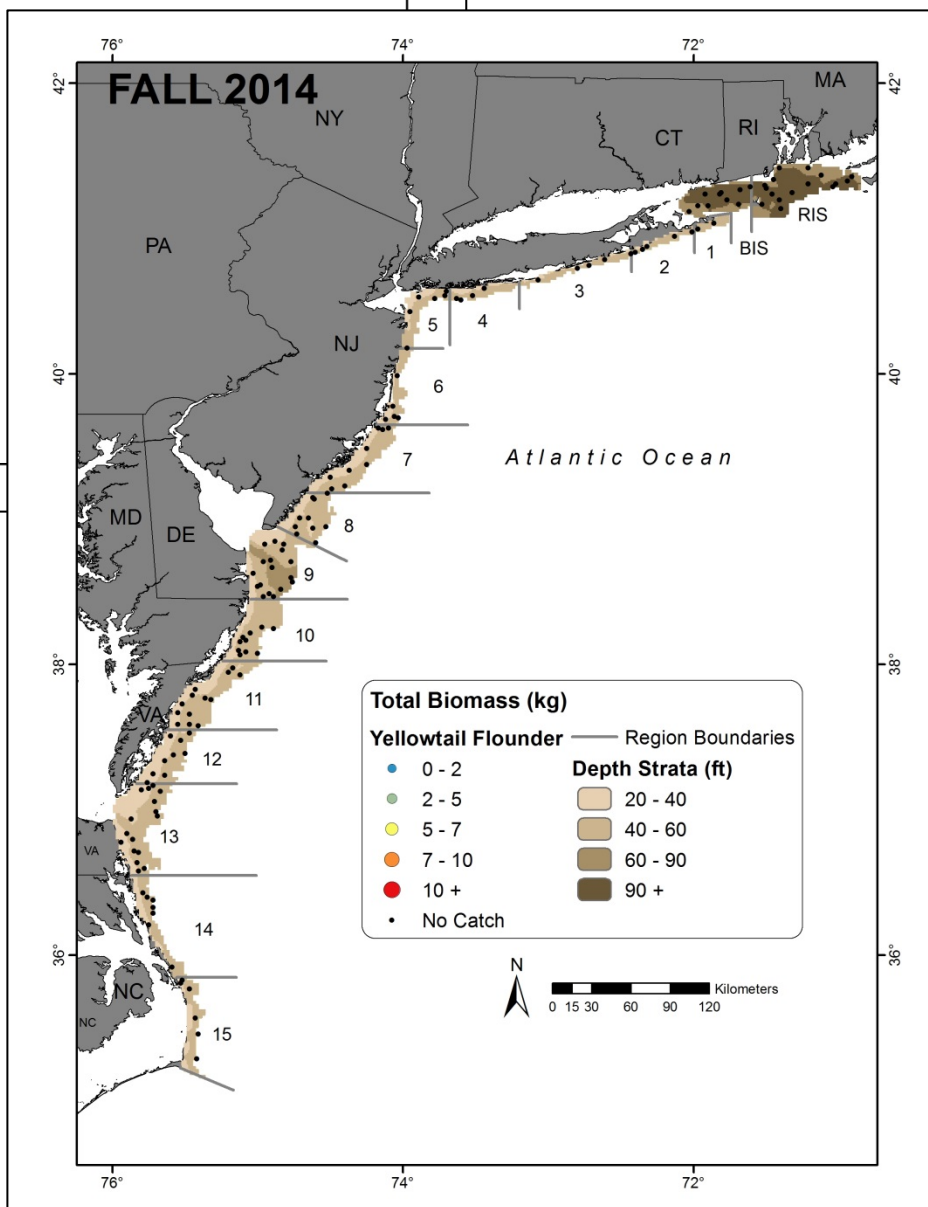 76°
74°
72°
FALL 2014
42°
42°
MA
NY
CT
RI
PA
RIS
BIS
1
2
3
4
5
NJ
40°
40°
6
7
Atlantic Ocean
8
MD
DE
9
10
38°
38°
11
VA
12
13
VA
14
36°
36°
NC
NC
15
Total Biomass (kg)
Yellowtail Flounder
0 - 2
2 - 5
5 - 7
7 - 10
10 +
No Catch
Region Boundaries
Depth Strata (ft)
20 - 40
40 - 60
60 - 90
90 +
N
Kilometers
0 15 30 60 90 120
76°
74°
72°